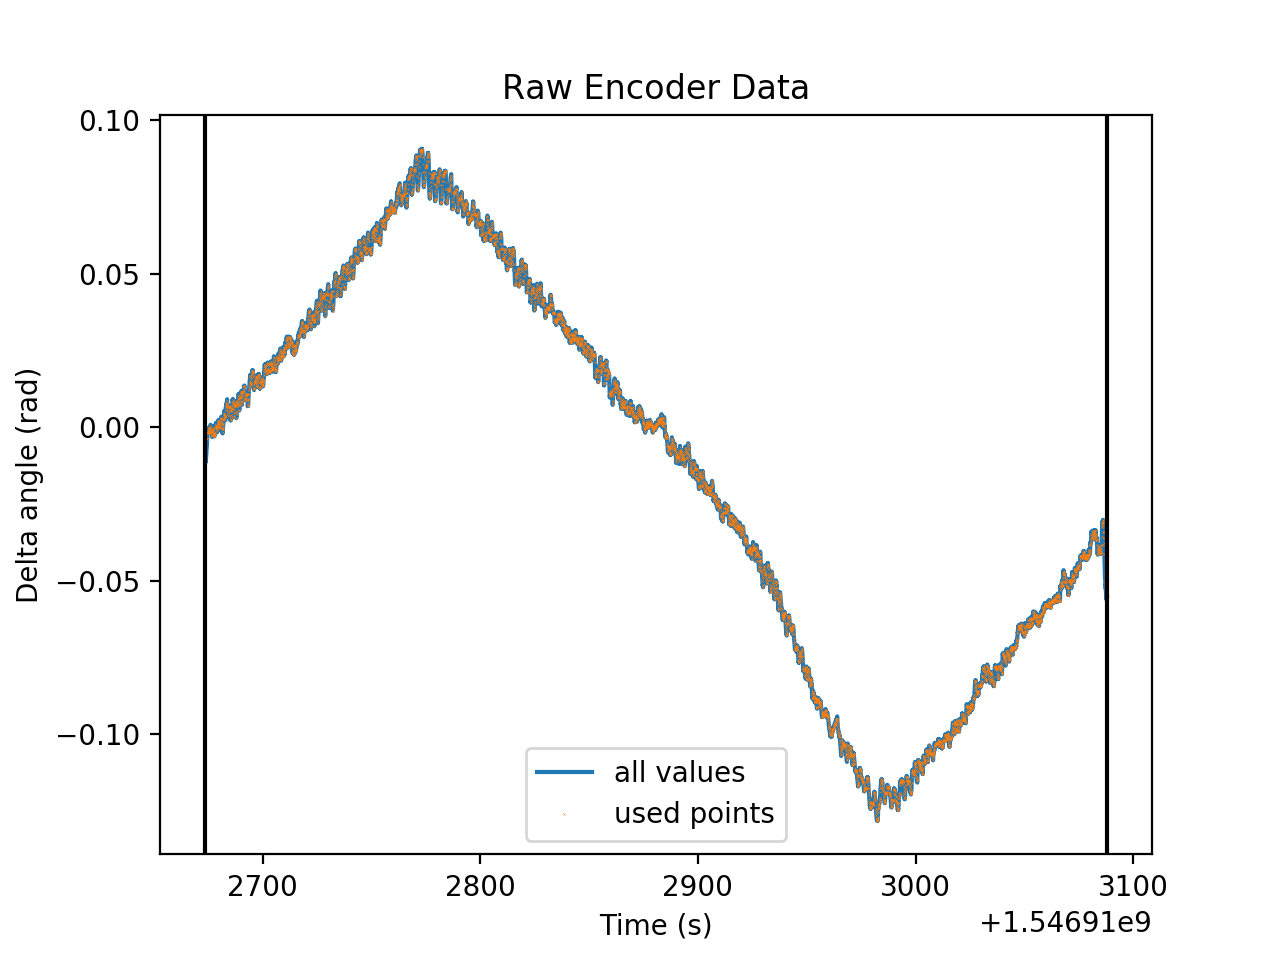 Raw Encoder Data
0.10
0.05
0.00
−0.05
−0.10
Delta angle (rad)
all values
used points
2700 2800 2900 3000 3100
Time (s)
+1.54691e9